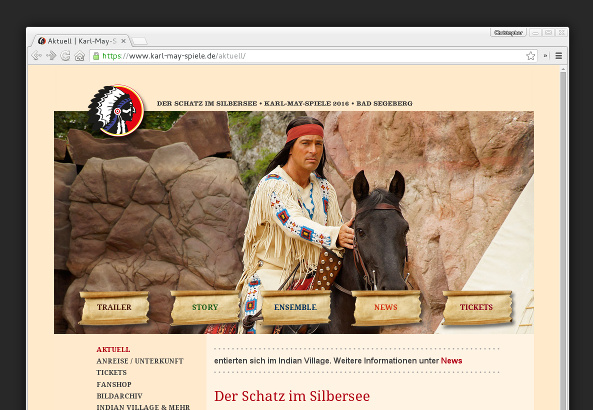 Christopher
Aktuell | Karl-May-S
https://www.karl-may-spiele.de/aktuell/
DER SCHATZ IM SILBERSEE • KARL-MAY-SPIELE 2016 • BAD SEGEBERG
TRAILER STORY ENSEMBLE NEWS TICKETS
AKTUELL
ANREISE / UNTERKUNFT
TICKETS
FANSHOP
BILDARCHIV
INDIAN VILLAGE & MEHR
entierten sich im Indian Village. Weitere Informationen unter News
Der Schatz im Silbersee